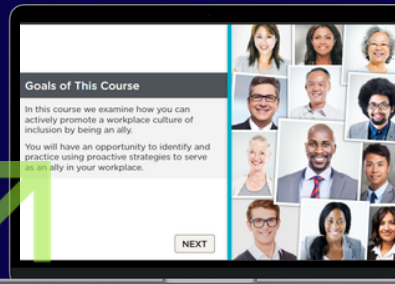 Goals of This Course
In this course we examine how you can
actively promote a workplace culture of
inclusion by being an ally.
You will have an opportunity to identify and
practice using proactive strategies to serve
as an ally in your workplace.
NEXT